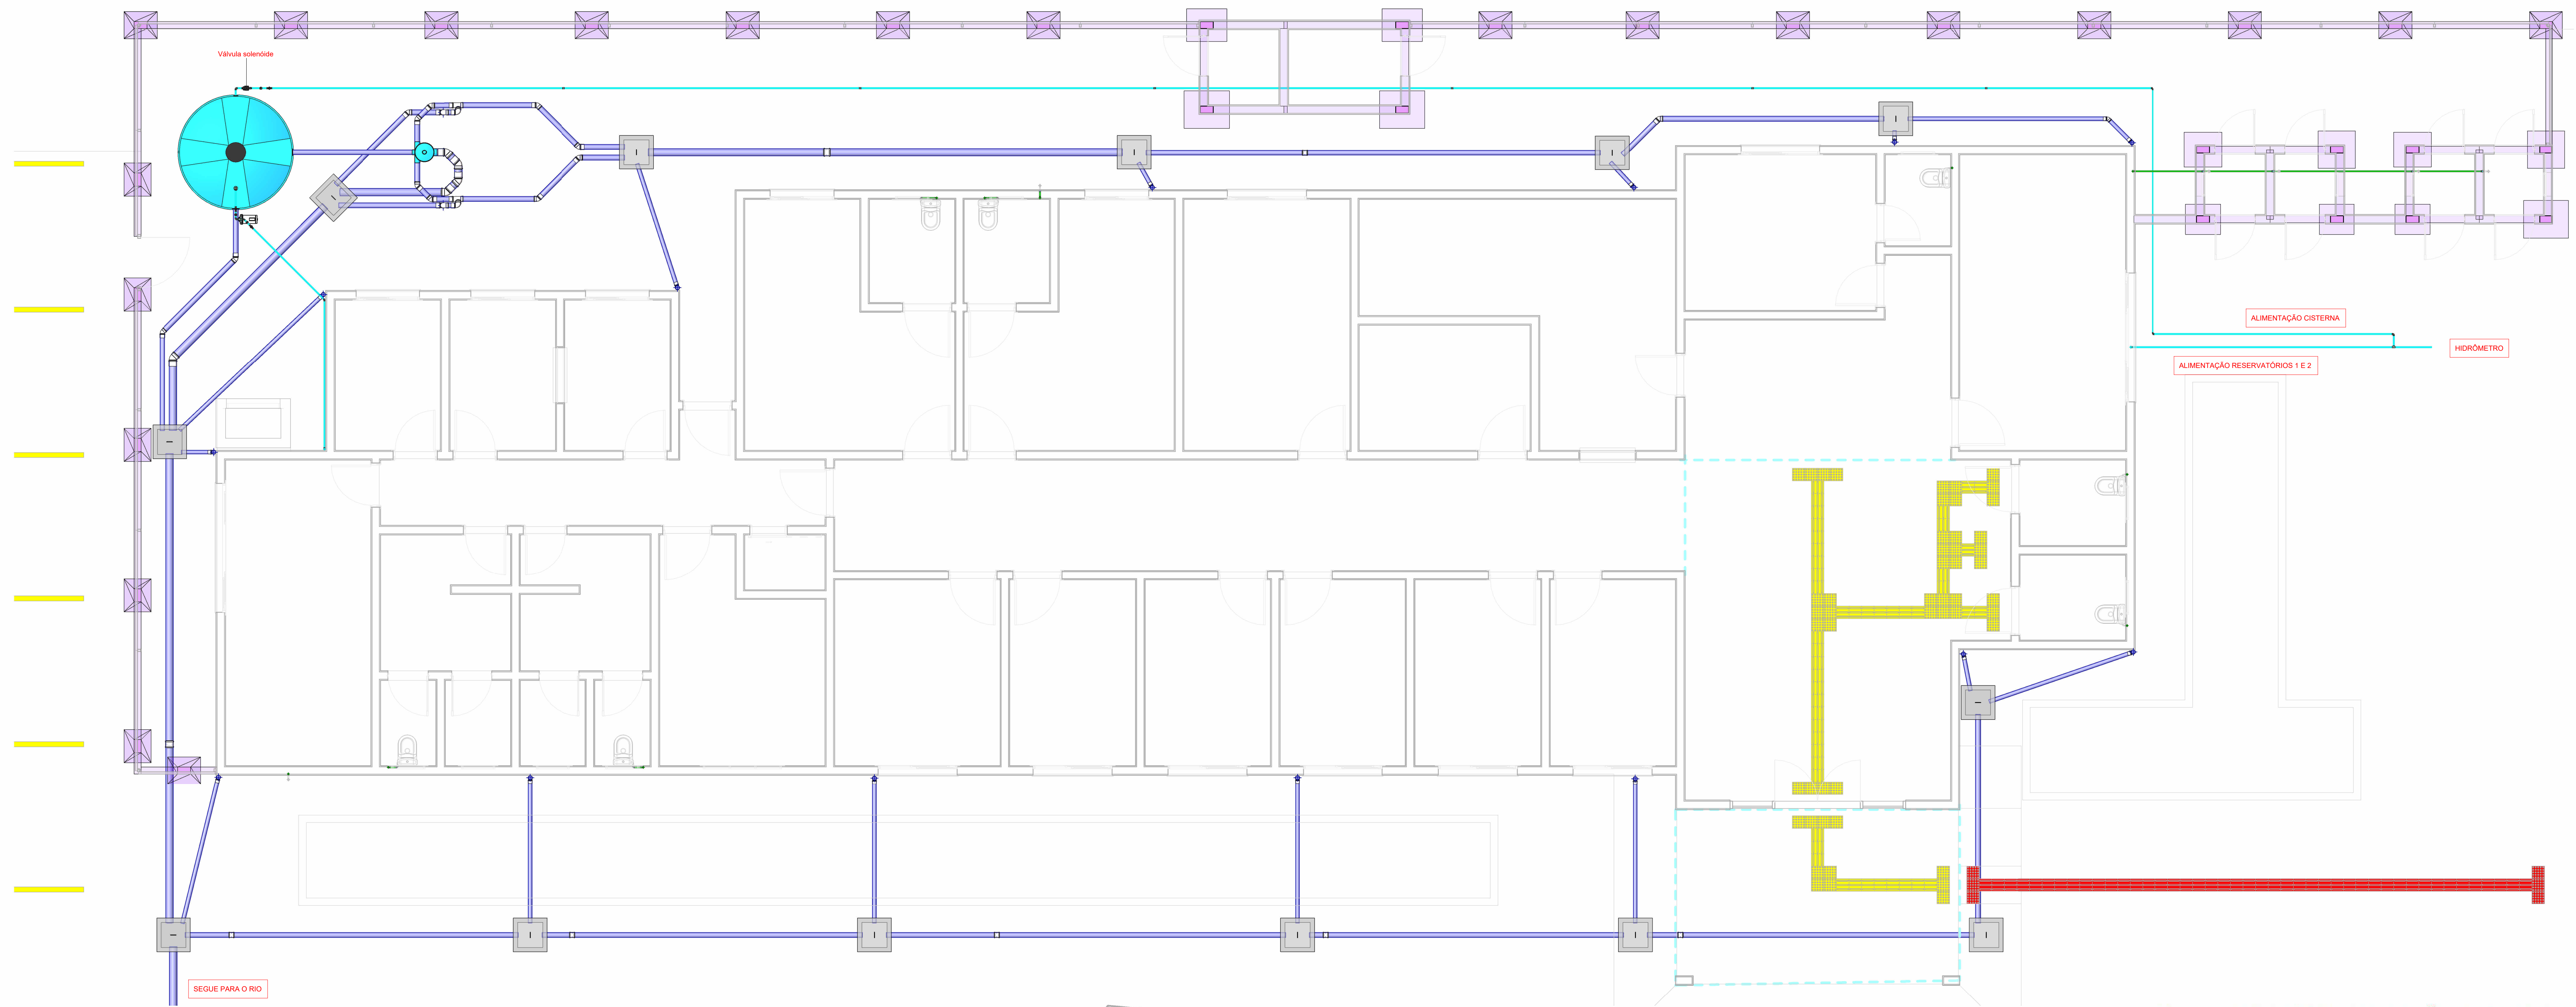 Válvula solenóide
ALIMENTAÇÃO CISTERNA
HIDRÔMETRO
ALIMENTAÇÃO RESERVATÓRIOS 1 E 2
SEGUE PARA O RIO